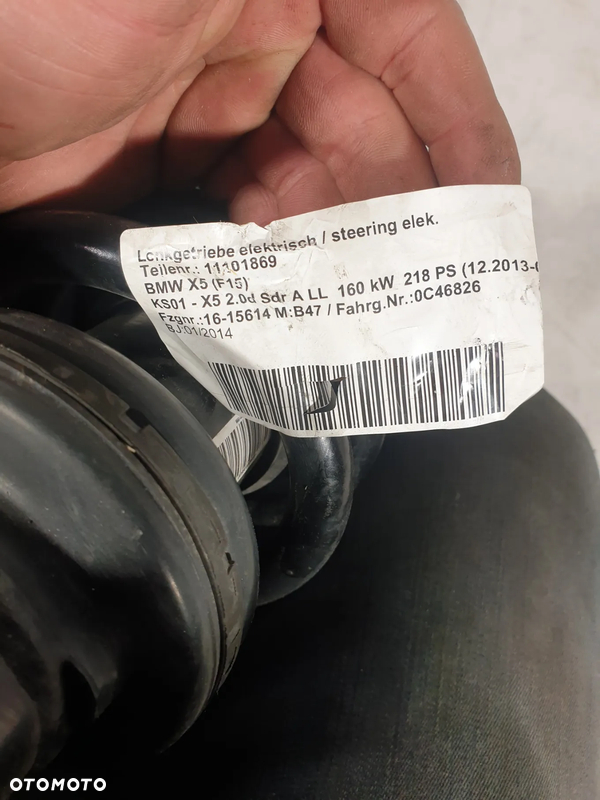 Lenkgetriebe elektrisch / steering elek.
Teilenr.: 11101869
BMW X5 (F15)
KS01 - X5 2.0d Sdr A LL 160 kW 218 PS (12.2013-
Fzgnr.:16-15614 M:B47 / Fahrg.Nr.:0C46826
BJ:01/2014
OTOMOTO